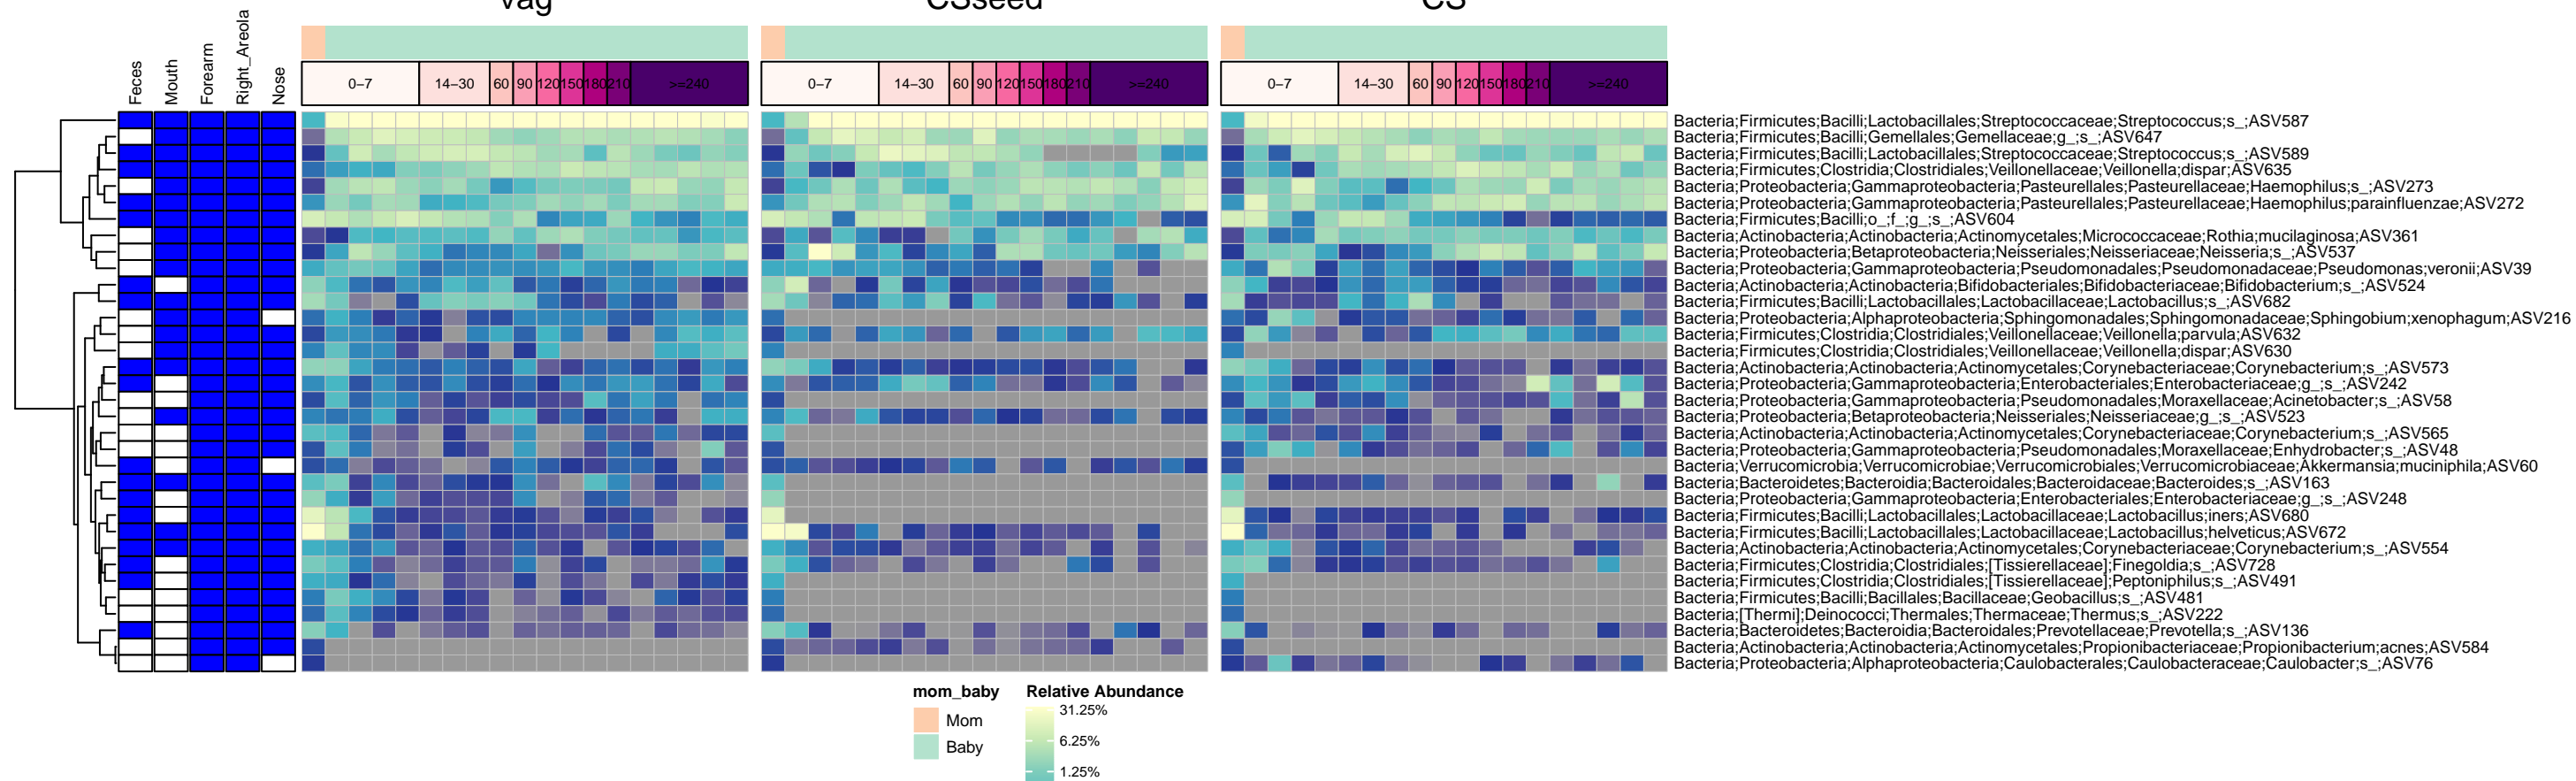 Vag CSseed CS
Feces Mouth Forearm Right_Areola Nose
0–7 14–30 60 90 120 150 180 210 >=240
0–7 14–30 60 90 120 150 180 210 >=240
0–7 14–30 60 90 120 150 180 210 >=240
Bacteria;Firmicutes;Bacilli;Lactobacillales;Streptococcaceae;Streptococcus;s_;ASV587
Bacteria;Firmicutes;Bacilli;Gemellales;Gemellaceae;g_;s_;ASV647
Bacteria;Firmicutes;Bacilli;Lactobacillales;Streptococcaceae;Streptococcus;s_;ASV589
Bacteria;Firmicutes;Clostridia;Clostridiales;Veillonellaceae;Veillonella;dispar;ASV635
Bacteria;Proteobacteria;Gammaproteobacteria;Pasteurellales;Pasteurellaceae;Haemophilus;s_;ASV273
Bacteria;Proteobacteria;Gammaproteobacteria;Pasteurellales;Pasteurellaceae;Haemophilus;parainfluenzae;ASV272
Bacteria;Firmicutes;Bacilli;o_;f_;g_;s_;ASV604
Bacteria;Actinobacteria;Actinobacteria;Actinomycetales;Micrococcaceae;Rothia;mucilaginosa;ASV361
Bacteria;Proteobacteria;Betaproteobacteria;Neisseriales;Neisseriaceae;Neisseria;s_;ASV537
Bacteria;Proteobacteria;Gammaproteobacteria;Pseudomonadales;Pseudomonadaceae;Pseudomonas;veronii;ASV39
Bacteria;Actinobacteria;Actinobacteria;Bifidobacteriales;Bifidobacteriaceae;Bifidobacterium;s_;ASV524
Bacteria;Firmicutes;Bacilli;Lactobacillales;Lactobacillaceae;Lactobacillus;s_;ASV682
Bacteria;Proteobacteria;Alphaproteobacteria;Sphingomonadales;Sphingomonadaceae;Sphingobium;xenophagum;ASV216
Bacteria;Firmicutes;Clostridia;Clostridiales;Veillonellaceae;Veillonella;parvula;ASV632
Bacteria;Firmicutes;Clostridia;Clostridiales;Veillonellaceae;Veillonella;dispar;ASV630
Bacteria;Actinobacteria;Actinobacteria;Actinomycetales;Corynebacteriaceae;Corynebacterium;s_;ASV573
Bacteria;Proteobacteria;Gammaproteobacteria;Enterobacteriales;Enterobacteriaceae;g_;s_;ASV242
Bacteria;Proteobacteria;Gammaproteobacteria;Pseudomonadales;Moraxellaceae;Acinetobacter;s_;ASV58
Bacteria;Proteobacteria;Betaproteobacteria;Neisseriales;Neisseriaceae;g_;s_;ASV523
Bacteria;Actinobacteria;Actinobacteria;Actinomycetales;Corynebacteriaceae;Corynebacterium;s_;ASV565
Bacteria;Proteobacteria;Gammaproteobacteria;Pseudomonadales;Moraxellaceae;Enhydrobacter;s_;ASV48
Bacteria;Verrucomicrobia;Verrucomicrobiae;Verrucomicrobiales;Verrucomicrobiaceae;Akkermansia;muciniphila;ASV60
Bacteria;Bacteroidetes;Bacteroidia;Bacteroidales;Bacteroidaceae;Bacteroides;s_;ASV163
Bacteria;Proteobacteria;Gammaproteobacteria;Enterobacteriales;Enterobacteriaceae;g_;s_;ASV248
Bacteria;Firmicutes;Bacilli;Lactobacillales;Lactobacillaceae;Lactobacillus;iners;ASV680
Bacteria;Firmicutes;Bacilli;Lactobacillales;Lactobacillaceae;Lactobacillus;helveticus;ASV672
Bacteria;Actinobacteria;Actinobacteria;Actinomycetales;Corynebacteriaceae;Corynebacterium;s_;ASV554
Bacteria;Firmicutes;Clostridia;Clostridiales;[Tissierellaceae];Finegoldia;s_;ASV728
Bacteria;Firmicutes;Clostridia;Clostridiales;[Tissierellaceae];Peptoniphilus;s_;ASV491
Bacteria;Firmicutes;Bacilli;Bacillales;Bacillaceae;Geobacillus;s_;ASV481
Bacteria;[Thermi];Deinococci;Thermales;Thermaceae;Thermus;s_;ASV222
Bacteria;Bacteroidetes;Bacteroidia;Bacteroidales;Prevotellaceae;Prevotella;s_;ASV136
Bacteria;Actinobacteria;Actinobacteria;Actinomycetales;Propionibacteriaceae;Propionibacterium;acnes;ASV584
Bacteria;Proteobacteria;Alphaproteobacteria;Caulobacterales;Caulobacteraceae;Caulobacter;s_;ASV76
mom_baby
Mom
Baby
Relative Abundance
31.25%
6.25%
1.25%